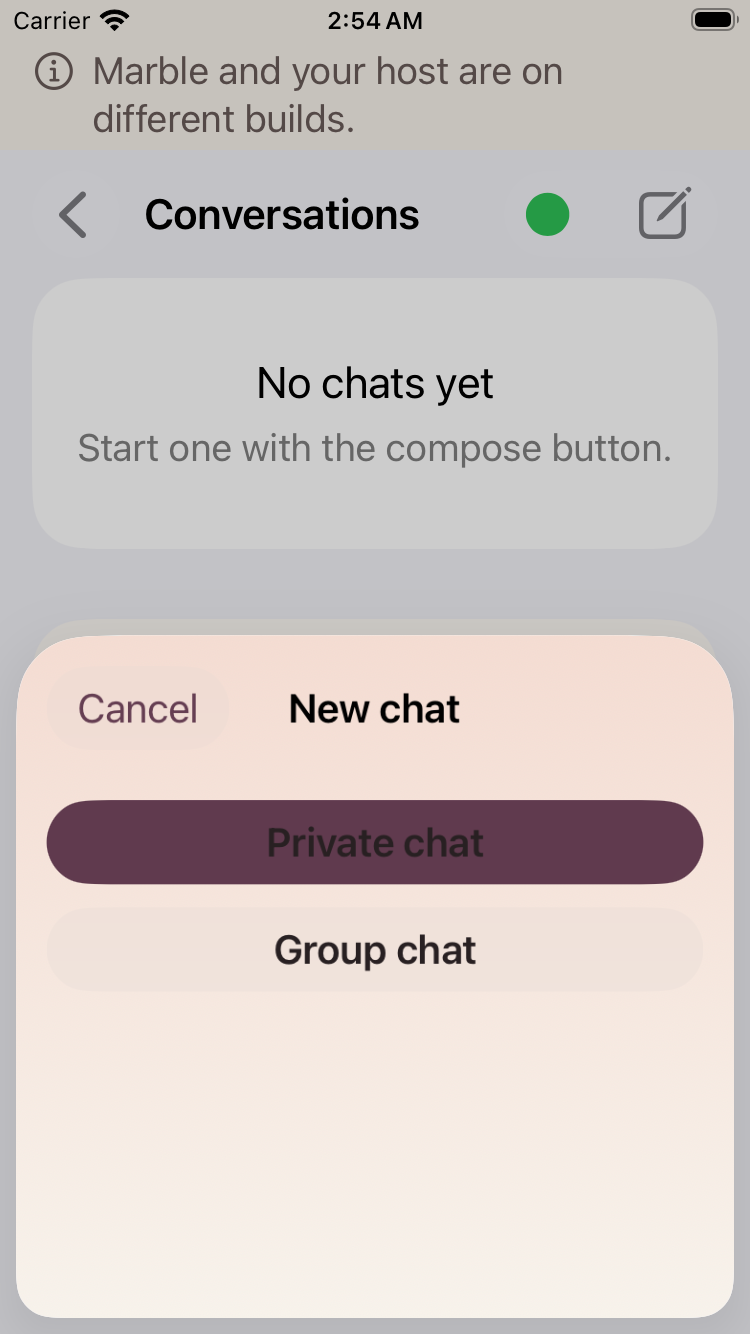 Carrier
2:54 AM
Marble and your host are on
different builds.
Conversations
No chats yet
Start one with the compose button.
Cancel
New chat
Private chat
Group chat